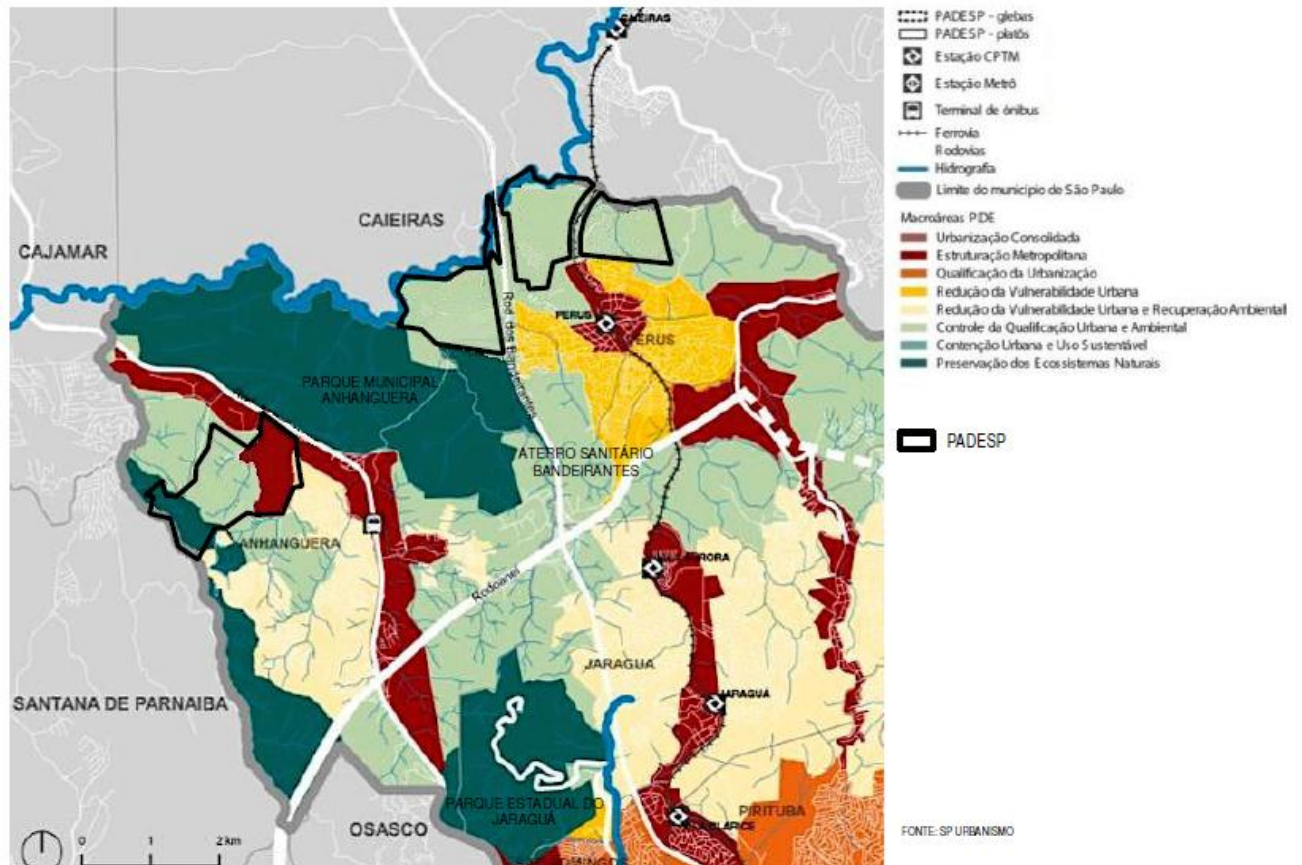 CAIEIRAS
CAIEIRAS
CAJAMAR
Rod. dos Bandeirantes
PERUS
PERUS
PARQUE MUNICIPAL
ANHANGUERA
ATERRO SANITÁRIO
BANDEIRANTES
ANHANGUERA
Rodoanel
JARAGUA
JARAGUÁ
SANTANA DE PARNAIBA
PARQUE ESTADUAL DO
JARAGUÁ
PIRITUBA
OSASCO
0 1 2 km
PADESP - glebas
PADESP - platôs
Estação CPTM
Estação Metrô
Terminal de ônibus
Ferrovia
Rodovias
Hidrografia
Limite do município de São Paulo
Macroáreas PDE
Urbanização Consolidada
Estruturação Metropolitana
Qualificação da Urbanização
Redução da Vulnerabilidade Urbana
Redução da Vulnerabilidade Urbana e Recuperação Ambiental
Controle da Qualificação Urbana e Ambiental
Contenção Urbana e Uso Sustentável
Preservação dos Ecossistemas Naturais
PADESP
FONTE: SP URBANISMO